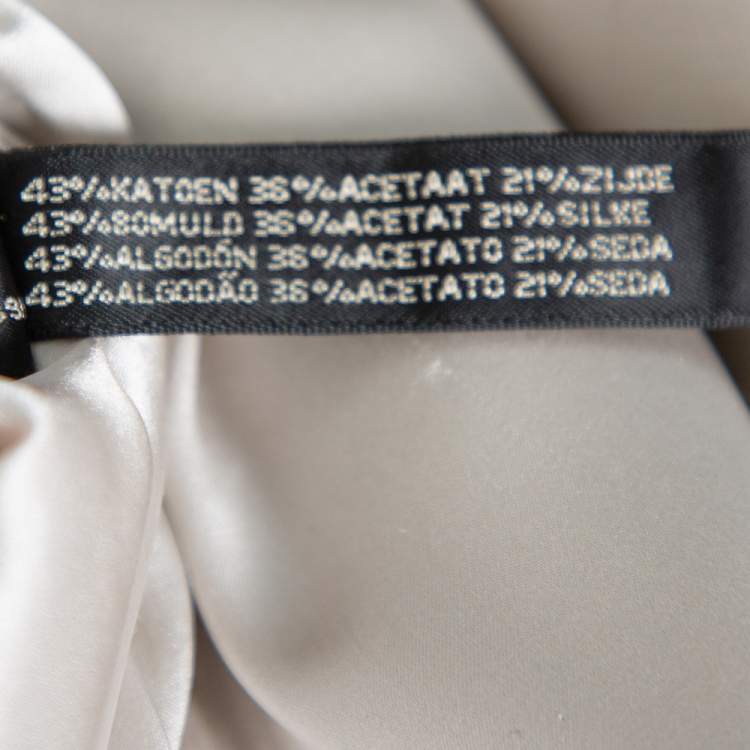 43%KATOEN 36%ACETAAT 21%ZIJDE
43%BOMULD 36%ACETAT 21%SILKE
43%ALGODÓN 36%ACETATO 21%SEDA
43%ALGODÃO 36%ACETATO 21%SEDA